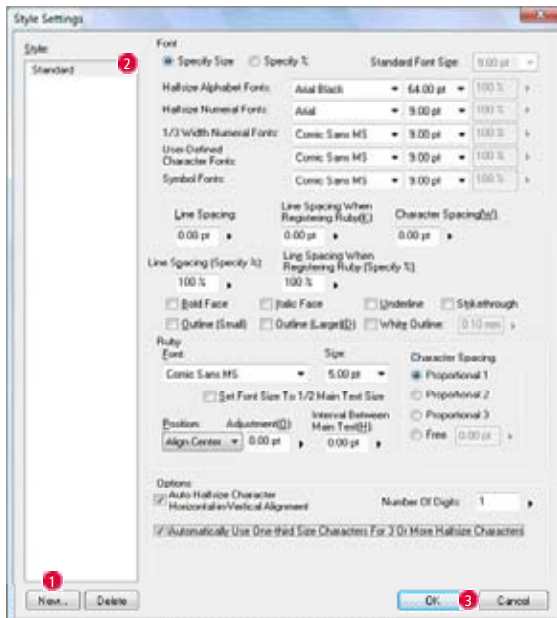 Style Settings
Style:
Standard
2
Font
Specify Size
Specify %
Standard Font Size:
9.00 pt
Halfsize Alphabet Fonts:
Arial Black
64.00 pt
100 %
Halfsize Numeral Fonts:
Arial
9.00 pt
100 %
1/3 Width Numeral Fonts:
Comic Sans MS
9.00 pt
100 %
User-Defined
Character Fonts:
Comic Sans MS
9.00 pt
100 %
Symbol Fonts:
Comic Sans MS
9.00 pt
100 %
Line Spacing:
Line Spacing When
Registering Ruby(K):
Character Spacing(W):
0.00 pt
0.00 pt
0.00 pt
Line Spacing (Specify %):
Line Spacing When
Registering Ruby (Specify %):
100 %
100 %
Bold Face
Italic Face
Underline
Strikethrough
Outline (Small)
Outline (Large)(D)
White Outline:
0.10 mm
Ruby
Font:
Size:
Comic Sans MS
5.00 pt
Set Font Size To 1/2 Main Text Size
Position:
Adjustment(Q):
Interval Between
Main Text(H):
Align Center
0.00 pt
0.00 pt
Character Spacing
Proportional 1
Proportional 2
Proportional 3
Free
0.00 pt
Options
Auto Halfsize Character
Horizontal-in-Vertical Alignment
Number Of Digits:
1
Automatically Use One-third Size Characters For 3 Or More Halfsize Characters
1
New...
Delete
OK
3
Cancel